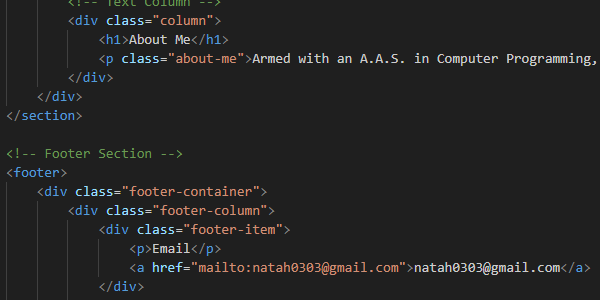 <!-- Text Column -->
<div class="column">
<h1>About Me</h1>
<p class="about-me">Armed with an A.A.S. in Computer Programming,
</div>
</div>
</section>
<!-- Footer Section -->
<footer>
<div class="footer-container">
<div class="footer-column">
<div class="footer-item">
<p>Email</p>
<a href="mailto:natah0303@gmail.com">natah0303@gmail.com</a>
</div>